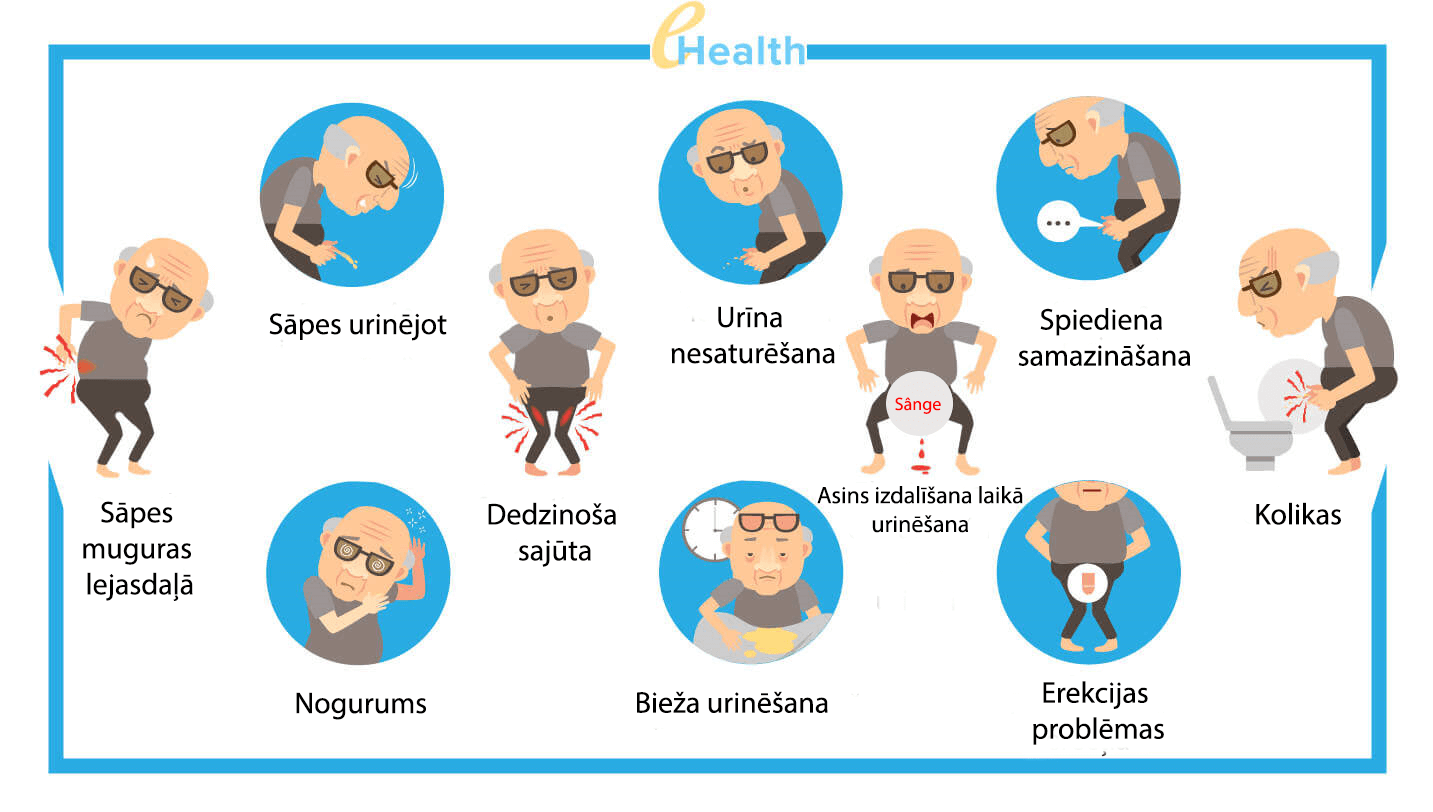 eHealth
Sāpes urinējot
Urīna
nesaturēšana
Spiediena
samazināšana
Sânge
Sāpes
muguras
lejasdaļā
Dedzinoša
sajūta
Asins izdalīšana laikā
urinēšana
Kolikas
Nogurums
Bieža urinēšana
Erekcijas
problēmas